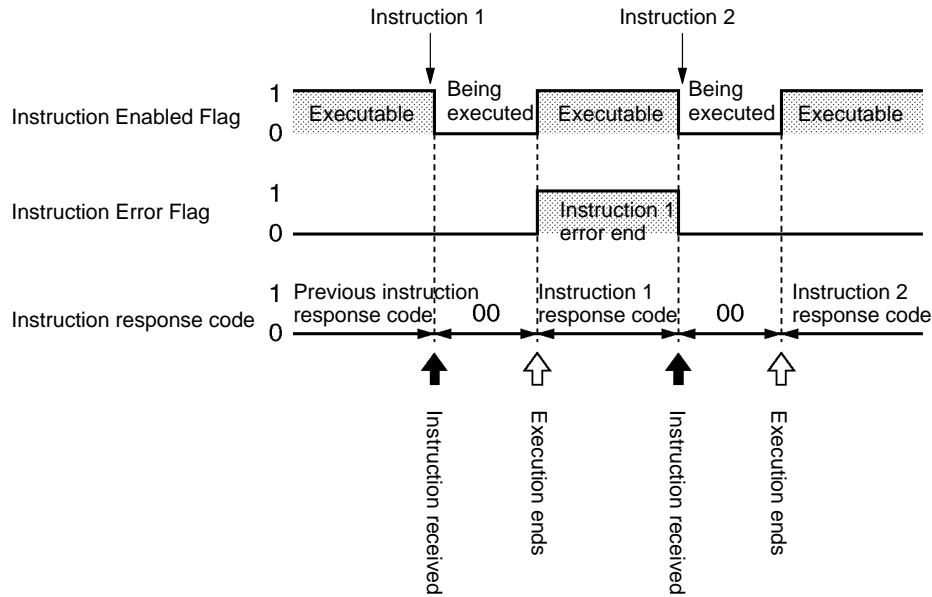 Instruction 1
Instruction 2
Instruction Enabled Flag
1
0
Executable
Being
executed
Executable
Being
executed
Executable
Instruction Error Flag
1
0
Instruction 1
error end
Instruction response code
1
0
Previous instruction
response code
00
Instruction 1
response code
00
Instruction 2
response code
Instruction received
Execution ends
Instruction received
Execution ends